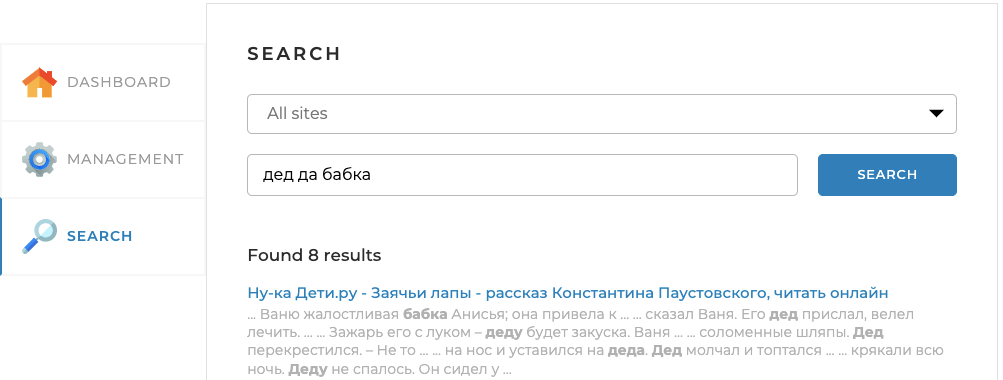 SEARCH
DASHBOARD
All sites
MANAGEMENT
дед да бабка
SEARCH
SEARCH
Found 8 results
Ну-ка Дети.ру - Заячьи лапы - рассказ Константина Паустовского, читать онлайн
... Ваню жалостливая бабка Анисья; она привела к ... ... сказал Ваня. Его дед прислал, велел
лечить. ... ... Зажарь его с луком – деду будет закуска. Ваня ... ... соломенные шляпы. Дед
перекрестился. – Не то ... ... на нос и уставился на деда. Дед молчал и топтался ... ... крякали всю
ночь. Деду не спалось. Он сидел у ...